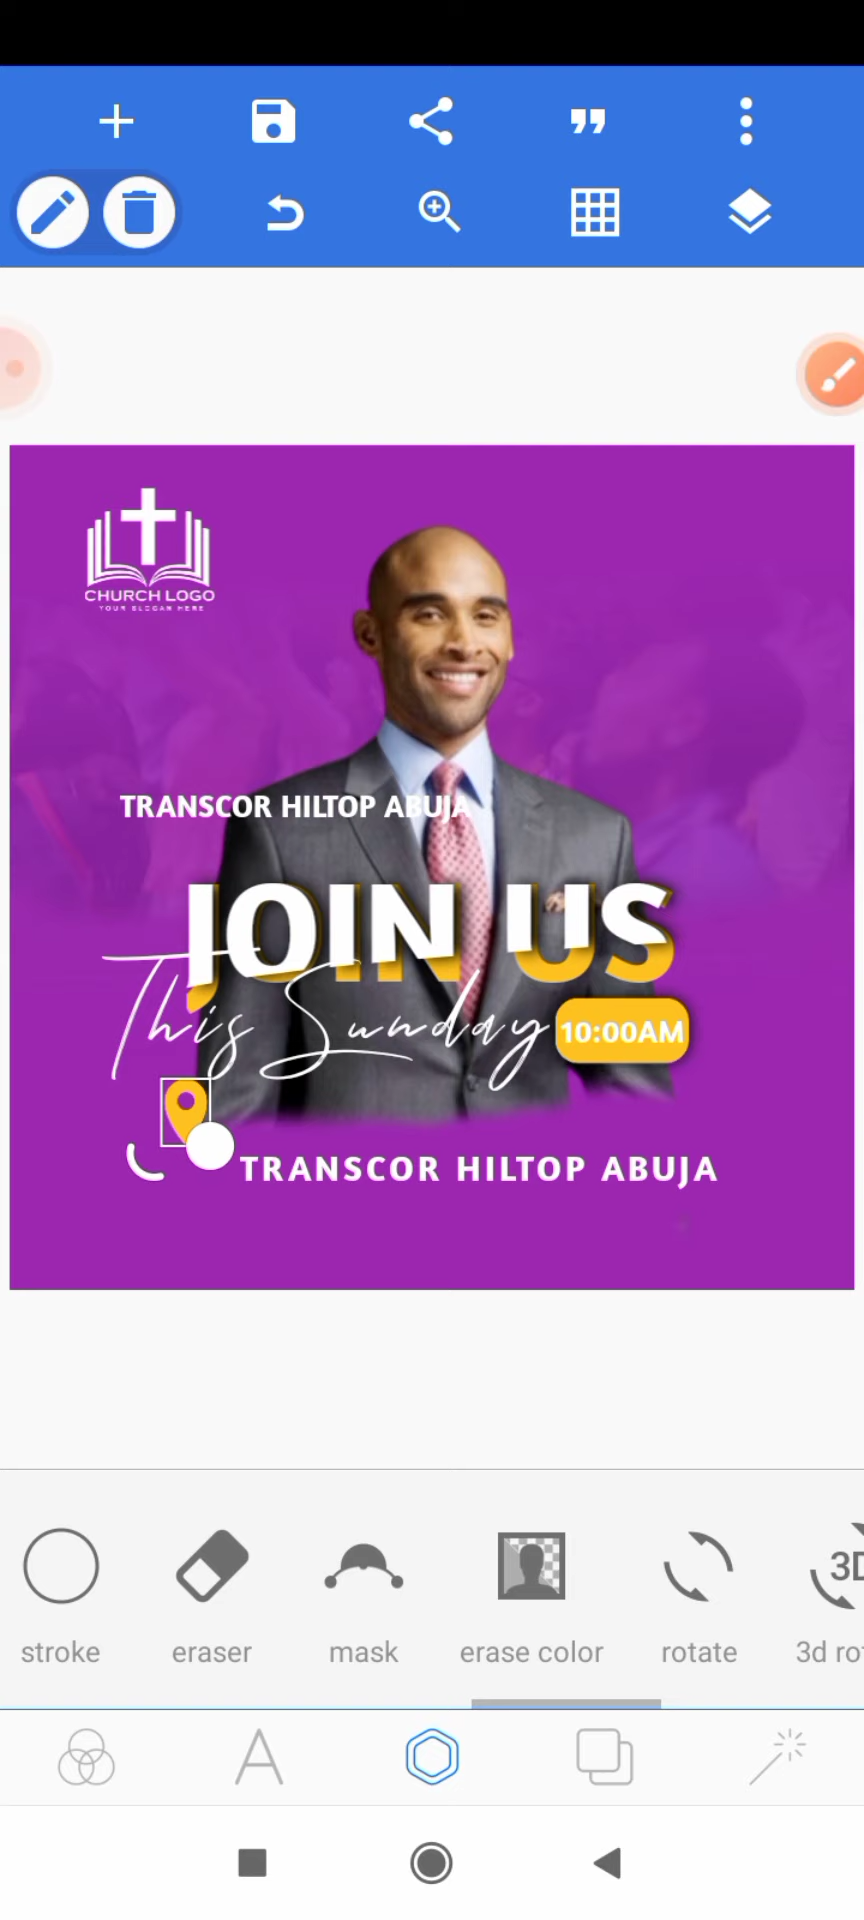 CHURCH LOGO
YOUR SLOGAN HERE
TRANSCOR HILTOP ABUJA
JOIN US
This Sunday
10:00AM
TRANSCOR HILTOP ABUJA
stroke
eraser
mask
erase color
rotate
3d ro